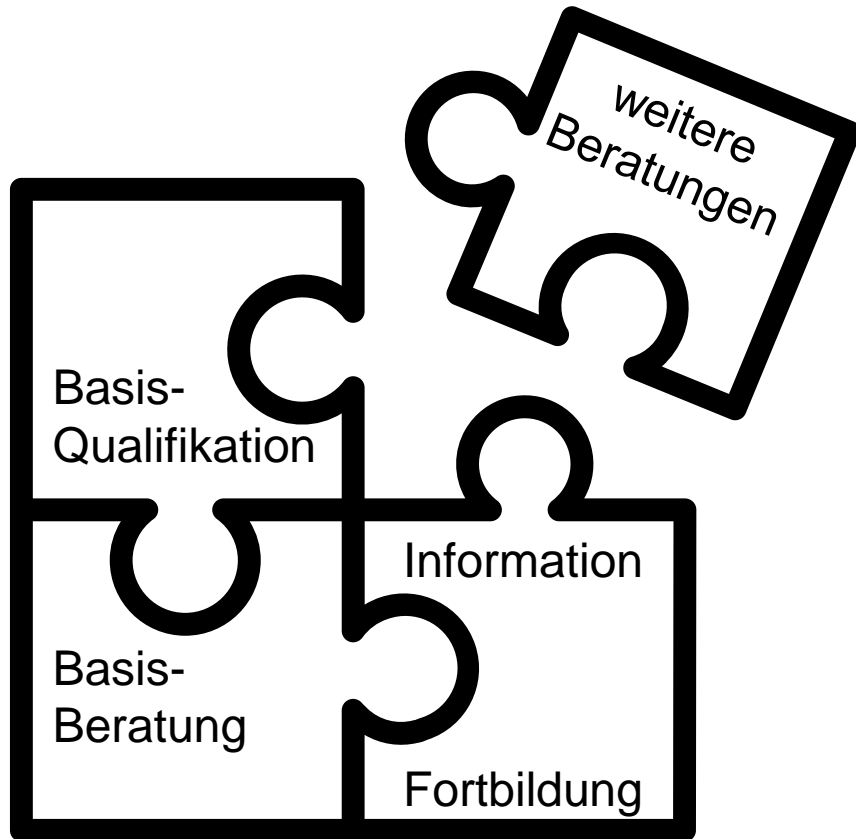 weitere
Beratungen
Basis-
Qualifikation
Information
Basis-
Beratung
Fortbildung